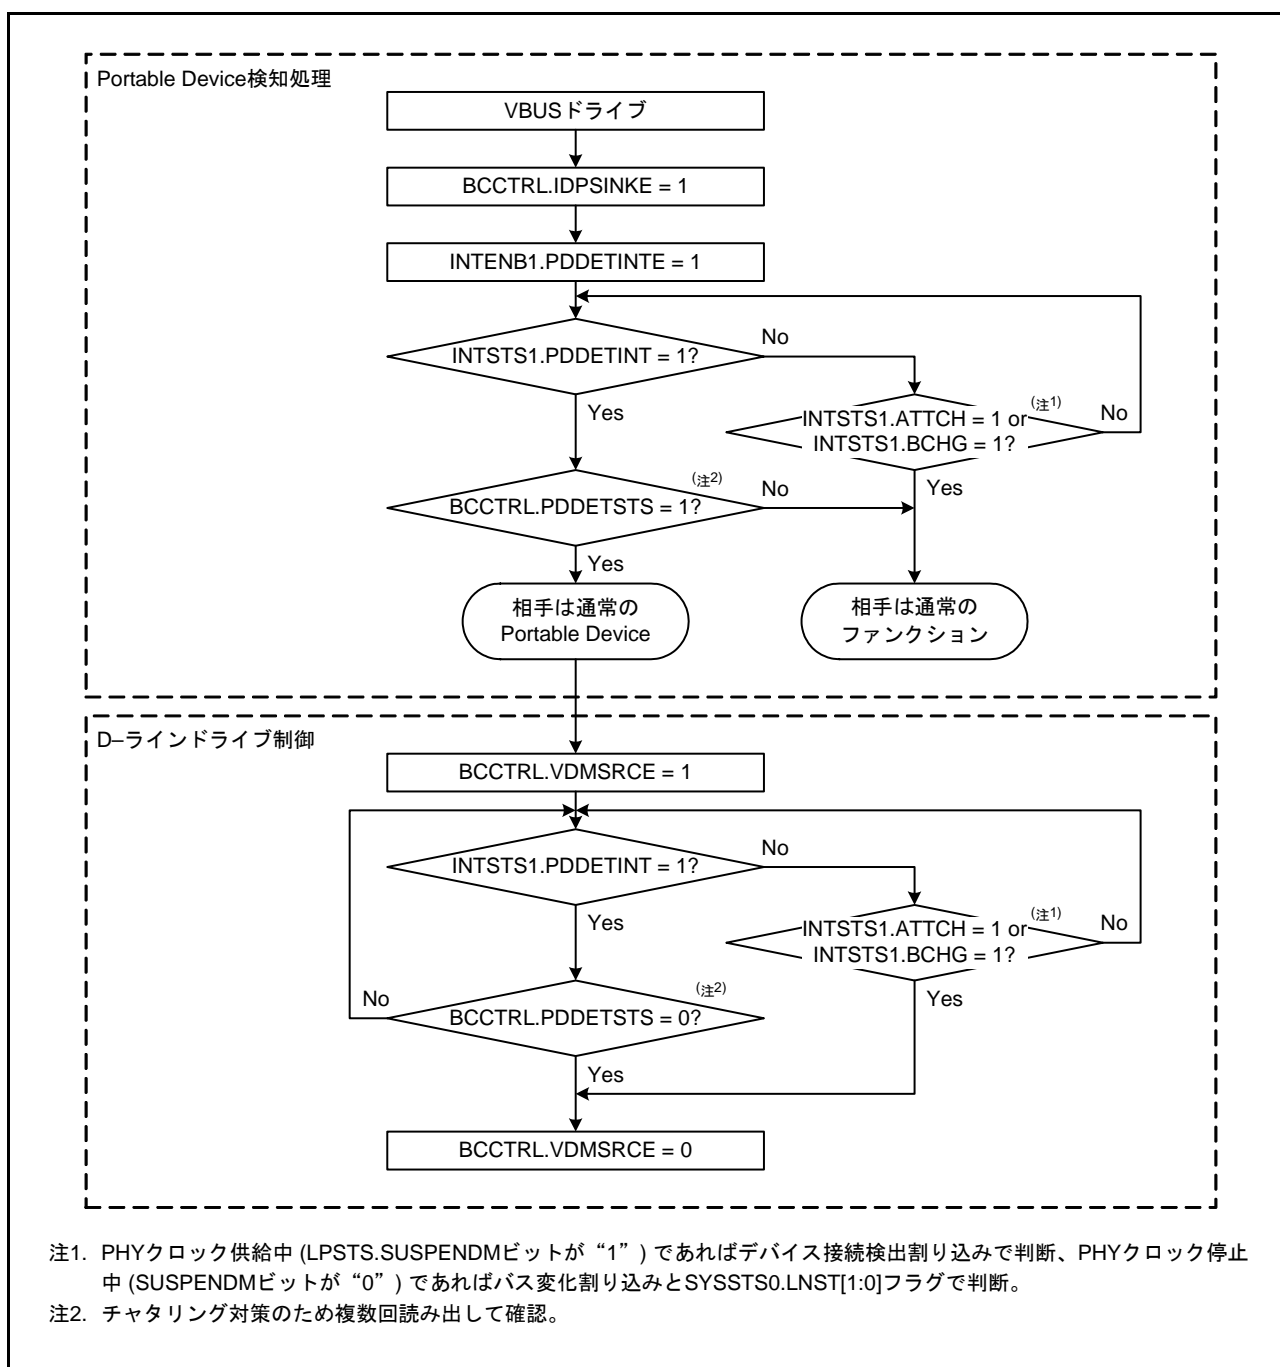 Portable Device検知処理
VBUSドライブ
BCCTRL.IDPSINKE = 1
INTENB1.PDDETINTE = 1
INTSTS1.PDDETINT = 1?
No
Yes
INTSTS1.ATTCH = 1 or
(注1)
INTSTS1.BCHG = 1?
No
Yes
BCCTRL.PDDETSTS = 1?
(注2)
No
Yes
相手は通常の
Portable Device
相手は通常の
ファンクション
D–ラインドライブ制御
BCCTRL.VDMSRCE = 1
INTSTS1.PDDETINT = 1?
No
Yes
INTSTS1.ATTCH = 1 or
(注1)
INTSTS1.BCHG = 1?
No
Yes
BCCTRL.PDDETSTS = 0?
(注2)
No
Yes
BCCTRL.VDMSRCE = 0
注1. PHYクロック供給中 (LPSTS.SUSPENDMビットが“1”) であればデバイス接続検出割り込みで判断、PHYクロック停止
中 (SUSPENDMビットが“0”) であればバス変化割り込みとSYSSTS0.LNST[1:0]フラグで判断。
注2. チャタリング対策のため複数回読み出して確認。